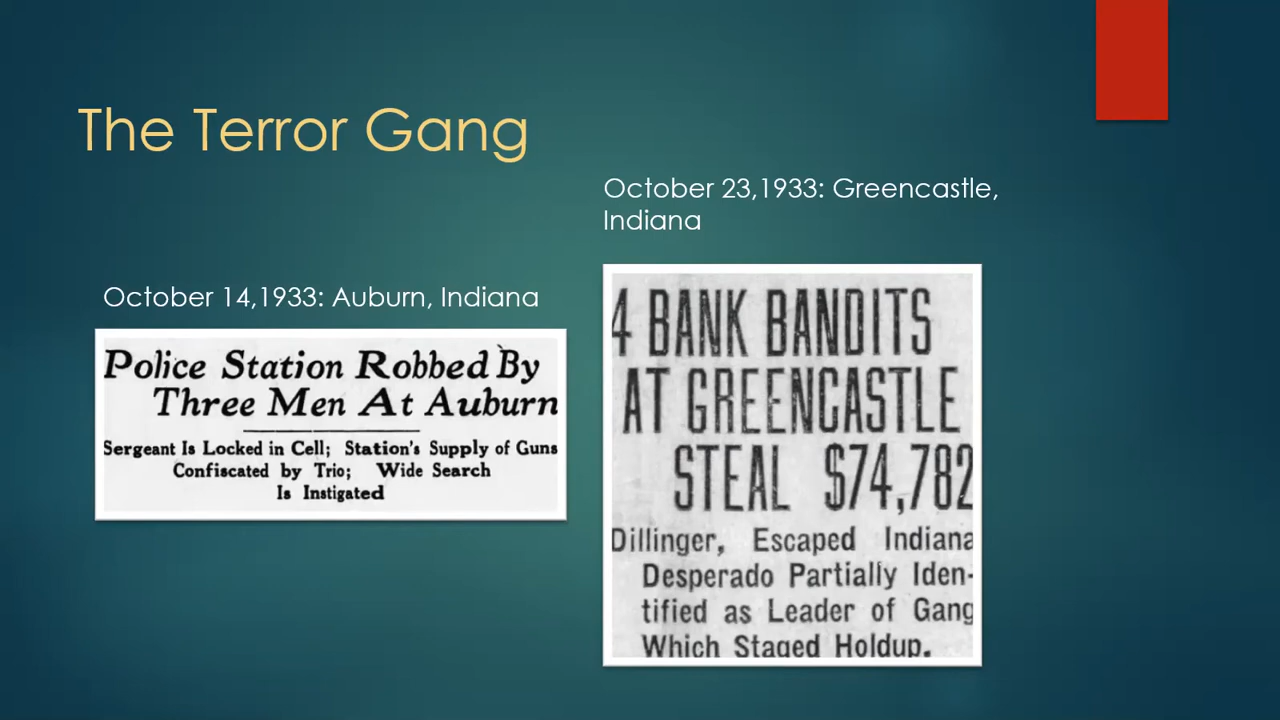 The Terror Gang
October 14,1933: Auburn, Indiana
Police Station Robbed By
Three Men At Auburn
Sergeant Is Locked in Cell; Station's Supply of Guns
Confiscated by Trio; Wide Search
Is Instigated
October 23,1933: Greencastle,
Indiana
4 BANK BANDITS
AT GREENCASTLE
STEAL $74,782
Dillinger, Escaped Indiana
Desperado Partially Iden-
tified as Leader of Gang
Which Staged Holdup.